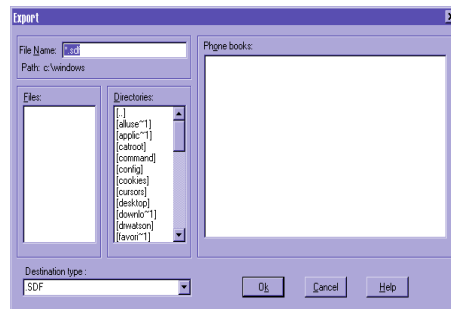 Export
File Name: *.sdf
Path: c:\windows
Phone books:
Files:
Directories:
[..]
[alluse~1]
[applic~1]
[catroot]
[command]
[config]
[cookies]
[cursors]
[desktop]
[downlo~1]
[drwatson]
[favori~1]
Destination type :
.SDF
Ok
Cancel
Help